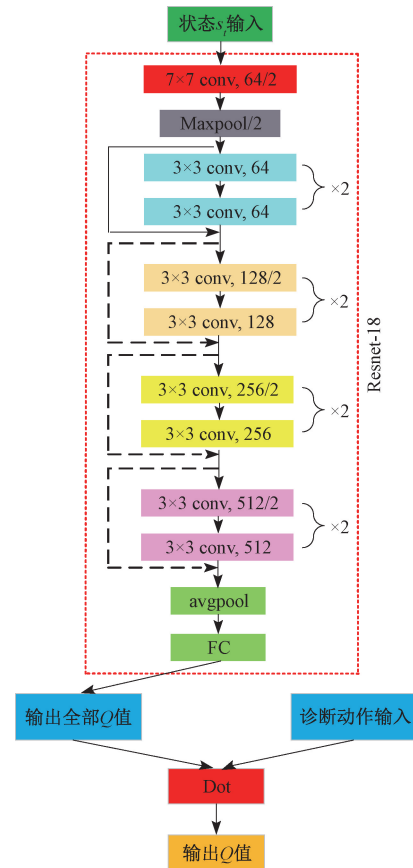 状态sₜ输入
7×7 conv, 64/2
Maxpool/2
3×3 conv, 64
3×3 conv, 64
×2
3×3 conv, 128/2
3×3 conv, 128
×2
Resnet-18
3×3 conv, 256/2
3×3 conv, 256
×2
3×3 conv, 512/2
3×3 conv, 512
×2
avgpool
FC
输出全部Q值
诊断动作输入
Dot
输出Q值